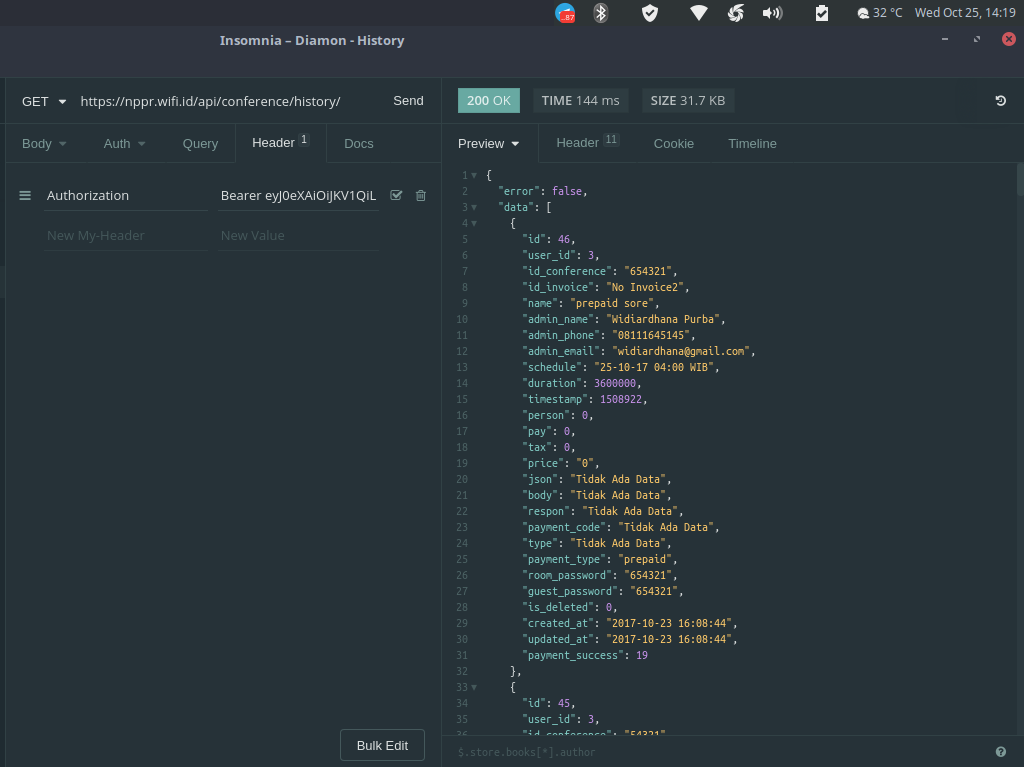 ..87
32 °C Wed Oct 25, 14:19
Insomnia – Diamon - History
GET https://nppr.wifi.id/api/conference/history/ Send
200 OK TIME 144 ms SIZE 31.7 KB
Body Auth Query Header 1 Docs
Preview Header 11 Cookie Timeline
Authorization Bearer eyJ0eXAiOiJKV1QiL
New My-Header New Value
1 {
2 "error": false,
3 "data": [
4 {
5 "id": 46,
6 "user_id": 3,
7 "id_conference": "654321",
8 "id_invoice": "No Invoice2",
9 "name": "prepaid sore",
10 "admin_name": "Widiardhana Purba",
11 "admin_phone": "08111645145",
12 "admin_email": "widiardhana@gmail.com",
13 "schedule": "25-10-17 04:00 WIB",
14 "duration": 3600000,
15 "timestamp": 1508922,
16 "person": 0,
17 "pay": 0,
18 "tax": 0,
19 "price": "0",
20 "json": "Tidak Ada Data",
21 "body": "Tidak Ada Data",
22 "respon": "Tidak Ada Data",
23 "payment_code": "Tidak Ada Data",
24 "type": "Tidak Ada Data",
25 "payment_type": "prepaid",
26 "room_password": "654321",
27 "guest_password": "654321",
28 "is_deleted": 0,
29 "created_at": "2017-10-23 16:08:44",
30 "updated_at": "2017-10-23 16:08:44",
31 "payment_success": 19
32 },
33 {
34 "id": 45,
35 "user_id": 3,
36 "id_conference": "54321",
Bulk Edit
$.store.books[*].author